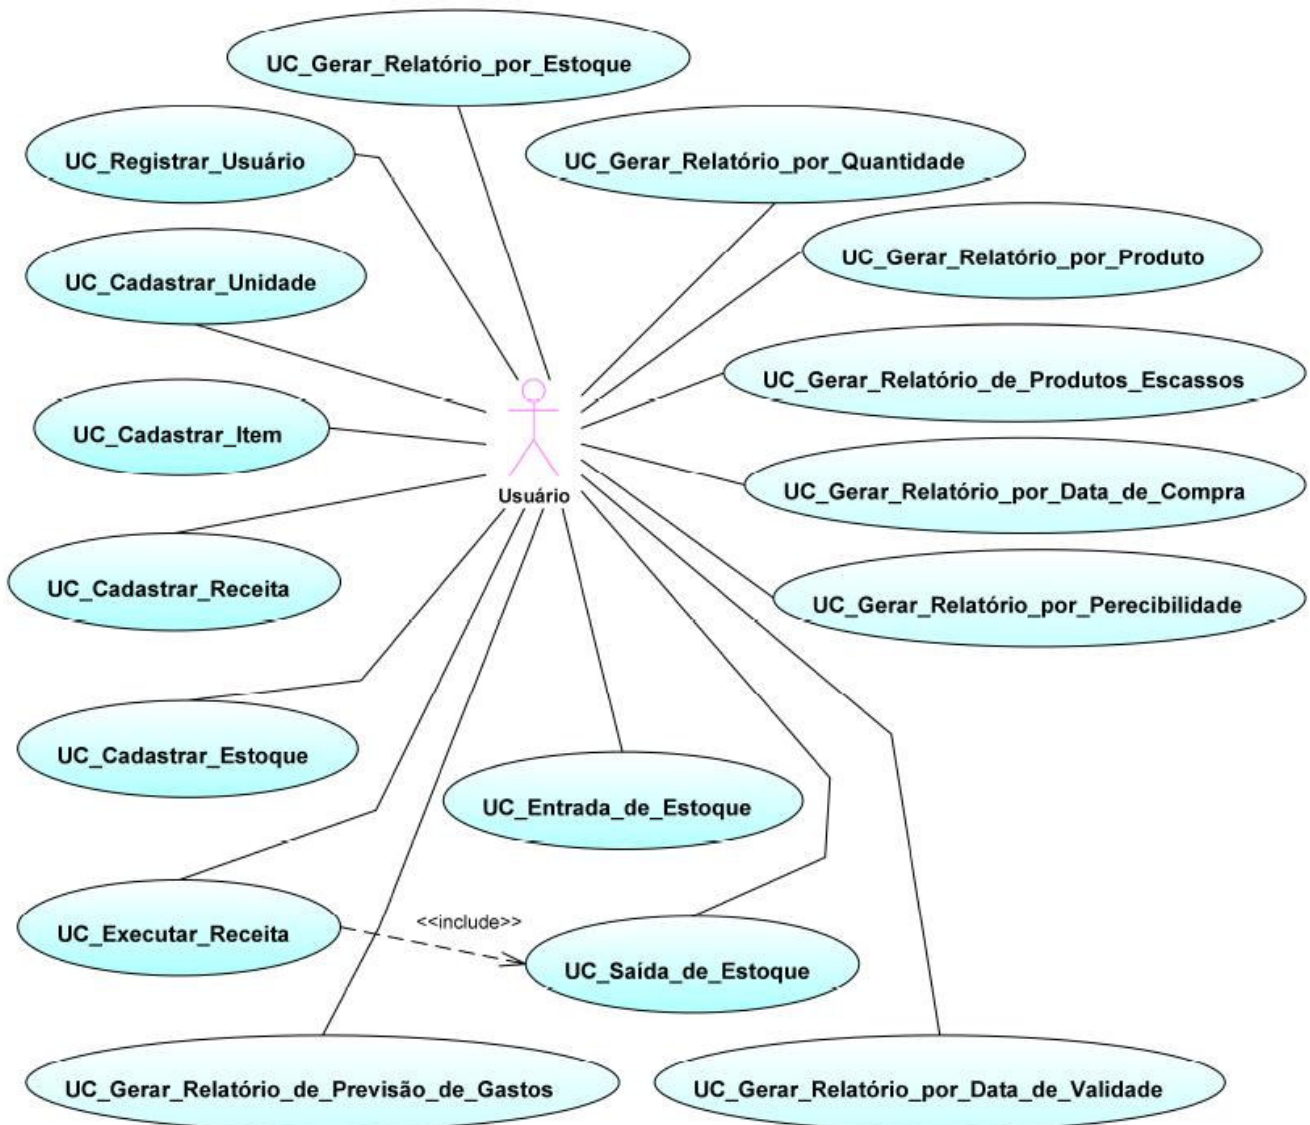 UC_Gerar_Relatório_por_Estoque
UC_Registrar_Usuário
UC_Gerar_Relatório_por_Quantidade
UC_Gerar_Relatório_por_Produto
UC_Cadastrar_Unidade
UC_Gerar_Relatório_de_Produtos_Escassos
UC_Cadastrar_Item
UC_Gerar_Relatório_por_Data_de_Compra
Usuário
UC_Cadastrar_Receita
UC_Gerar_Relatório_por_Perecibilidade
UC_Cadastrar_Estoque
UC_Entrada_de_Estoque
<<include>>
UC_Executar_Receita
UC_Saída_de_Estoque
UC_Gerar_Relatório_de_Previsão_de_Gastos
UC_Gerar_Relatório_por_Data_de_Validade